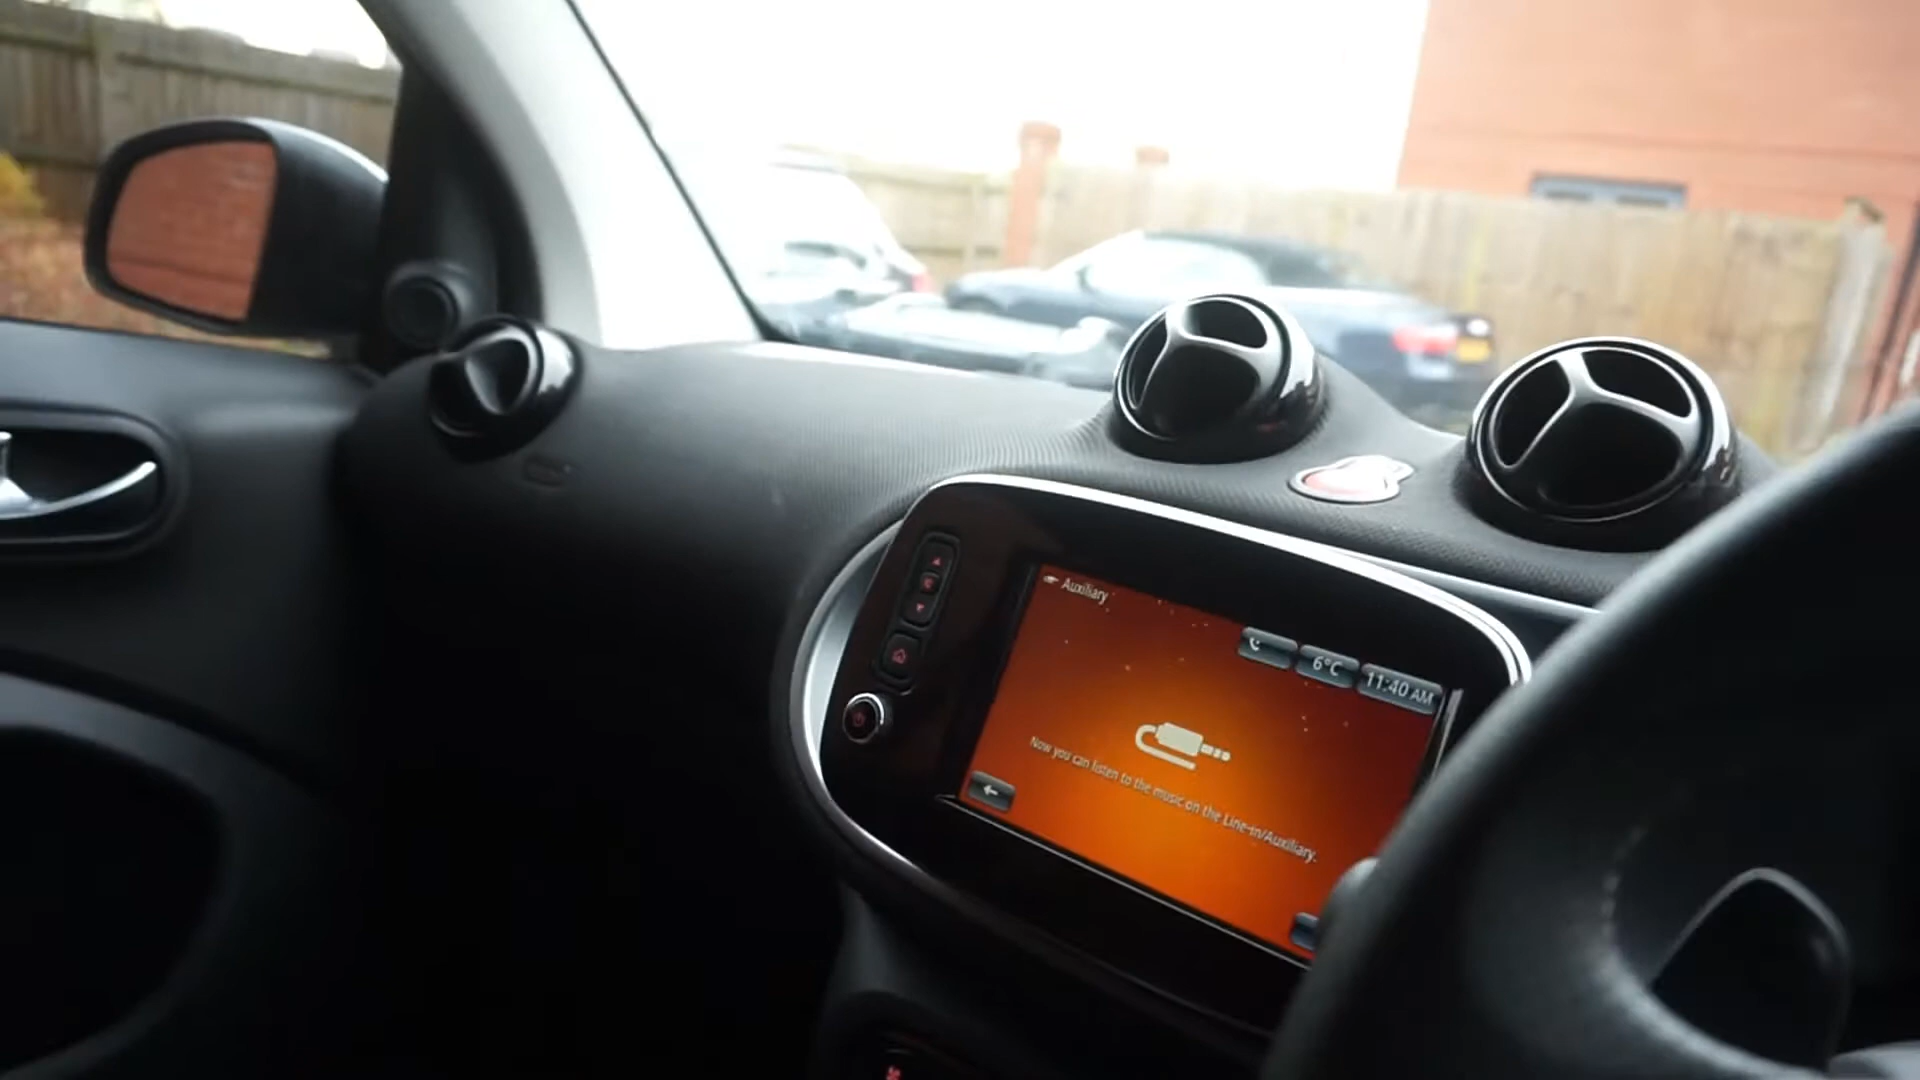 Auxiliary
6°C
11:40 AM
Now you can listen to the music on the Line-in/Auxiliary.